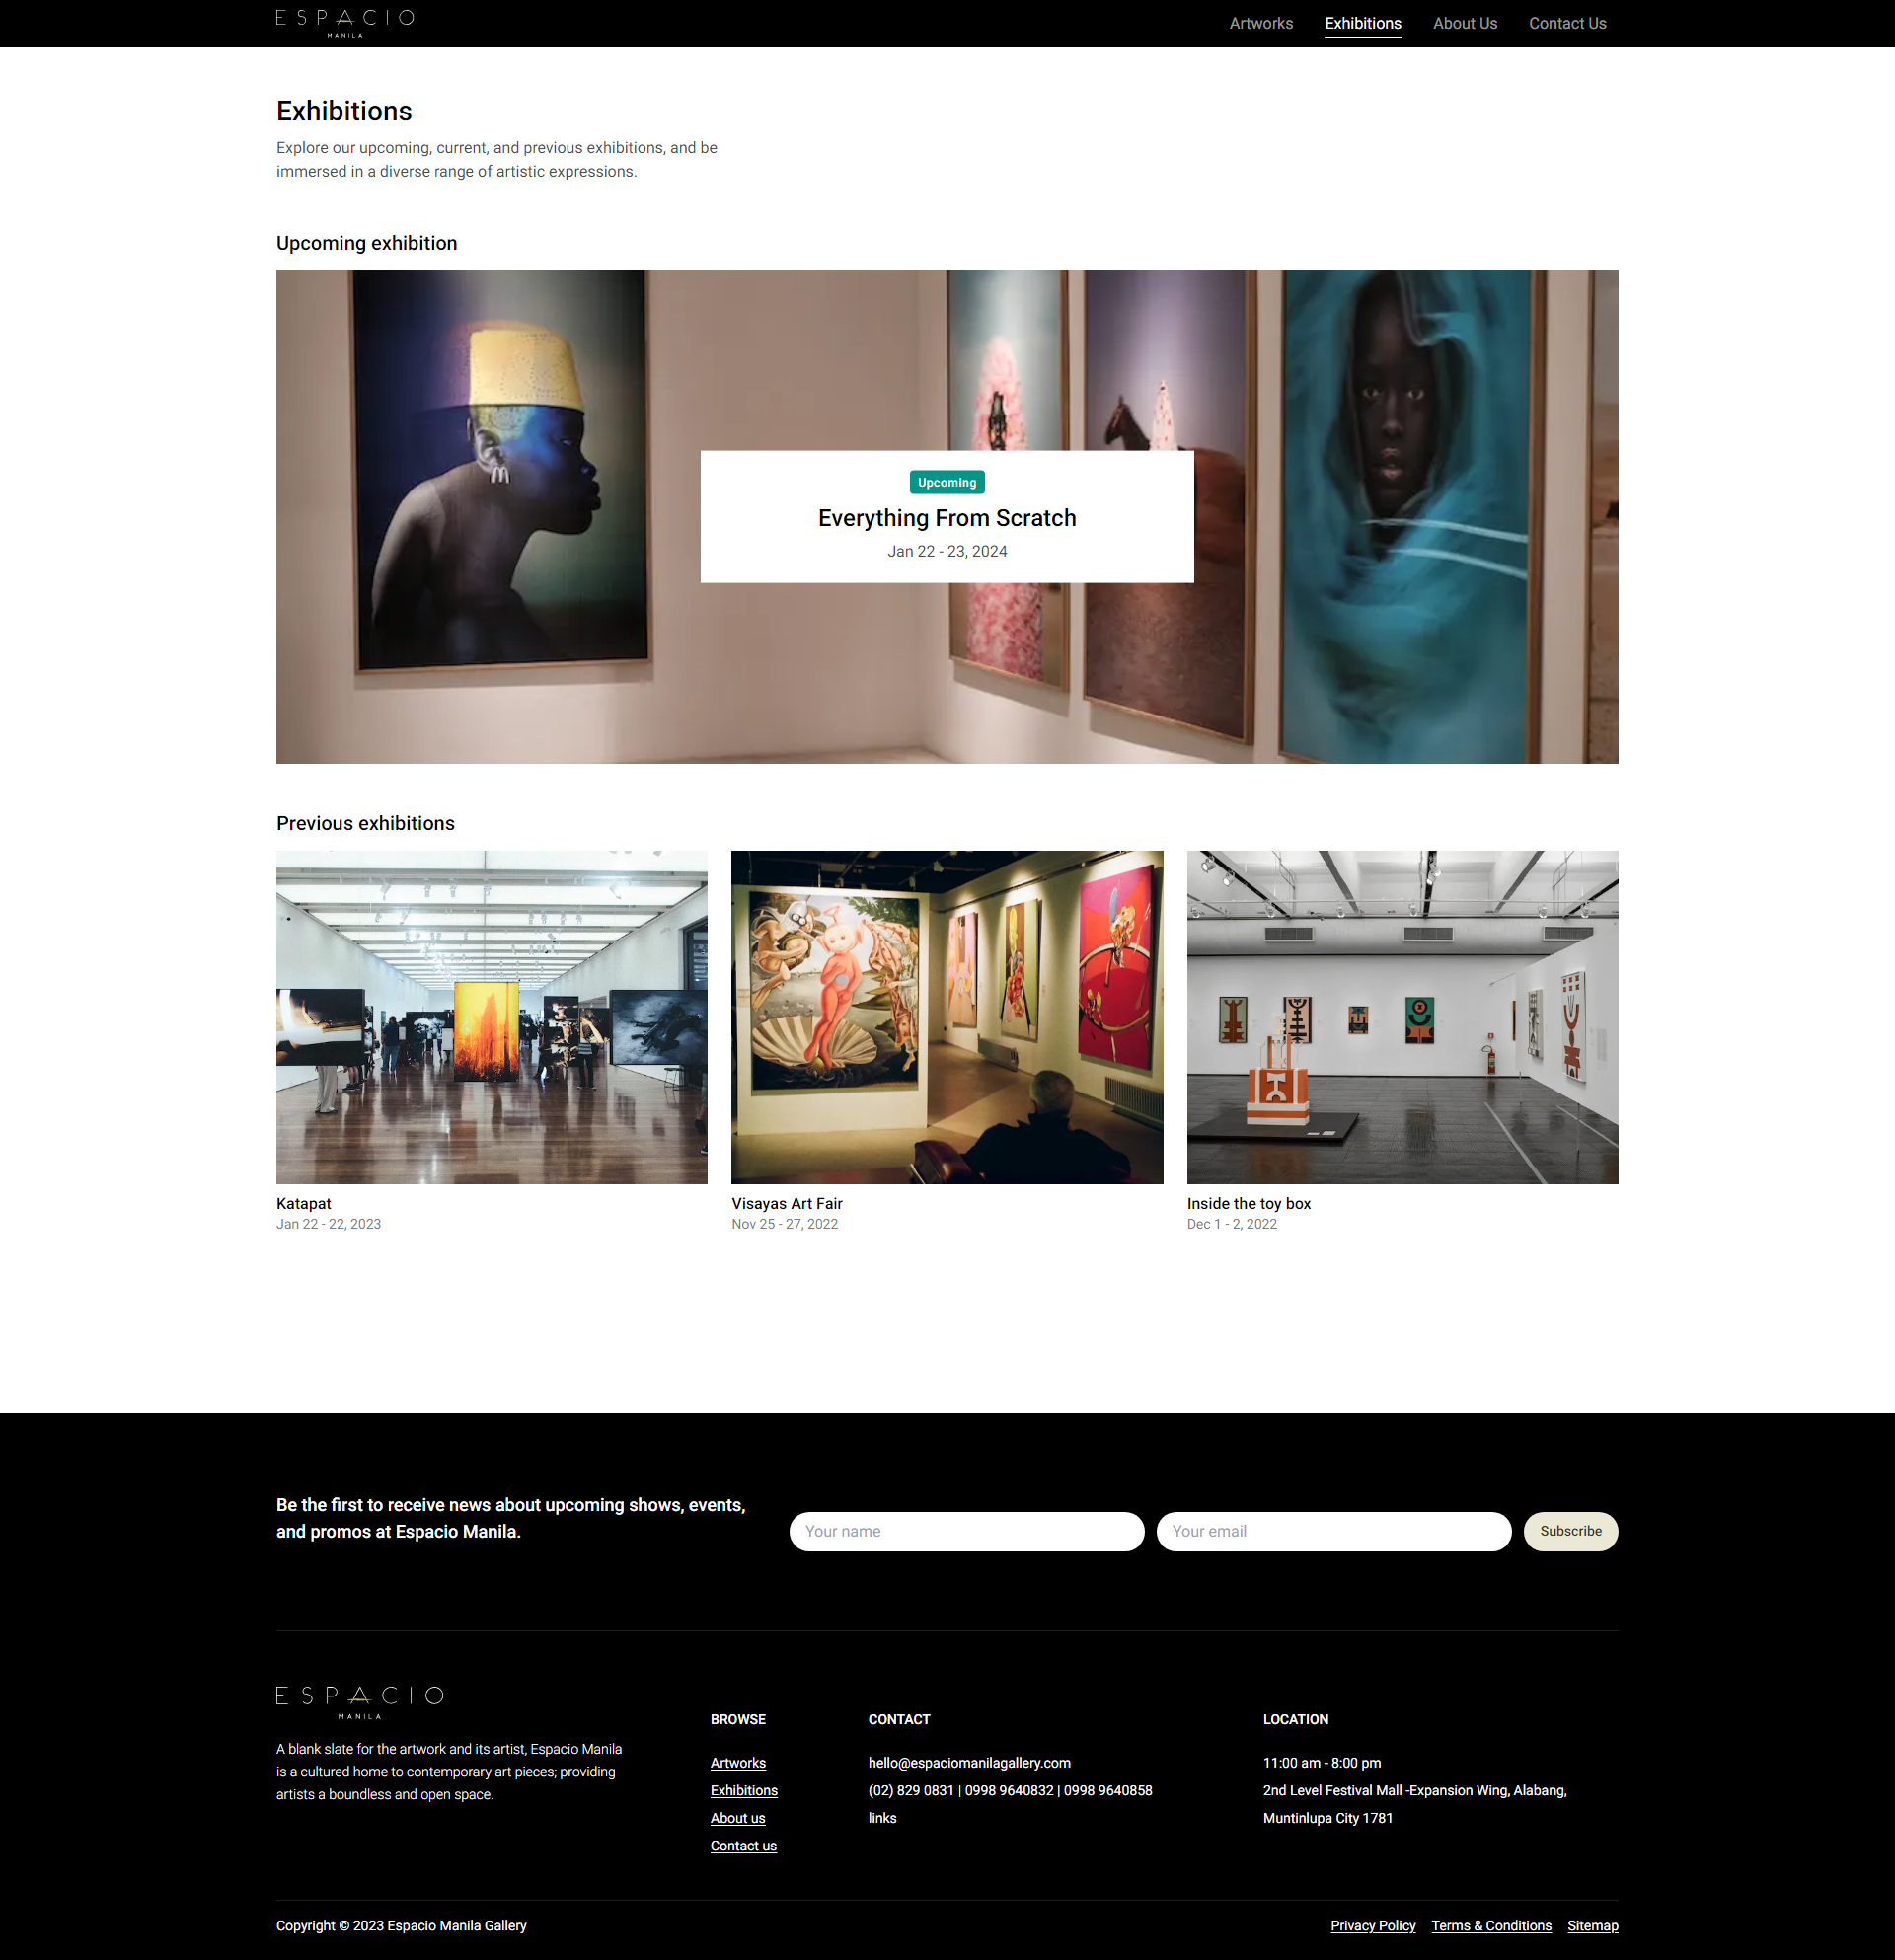 ESPACIO
MANILA
Artworks
Exhibitions
About Us
Contact Us
Exhibitions
Explore our upcoming, current, and previous exhibitions, and be
immersed in a diverse range of artistic expressions.
Upcoming exhibition
Upcoming
Everything From Scratch
Jan 22 - 23, 2024
Previous exhibitions
Katapat
Jan 22 - 22, 2023
Visayas Art Fair
Nov 25 - 27, 2022
Inside the toy box
Dec 1 - 2, 2022
Be the first to receive news about upcoming shows, events,
and promos at Espacio Manila.
Your name
Your email
Subscribe
ESPACIO
MANILA
A blank slate for the artwork and its artist, Espacio Manila
is a cultured home to contemporary art pieces; providing
artists a boundless and open space.
BROWSE
Artworks
Exhibitions
About us
Contact us
CONTACT
hello@espaciomanilagallery.com
(02) 829 0831 | 0998 9640832 | 0998 9640858
links
LOCATION
11:00 am - 8:00 pm
2nd Level Festival Mall -Expansion Wing, Alabang,
Muntinlupa City 1781
Copyright © 2023 Espacio Manila Gallery
Privacy Policy
Terms & Conditions
Sitemap